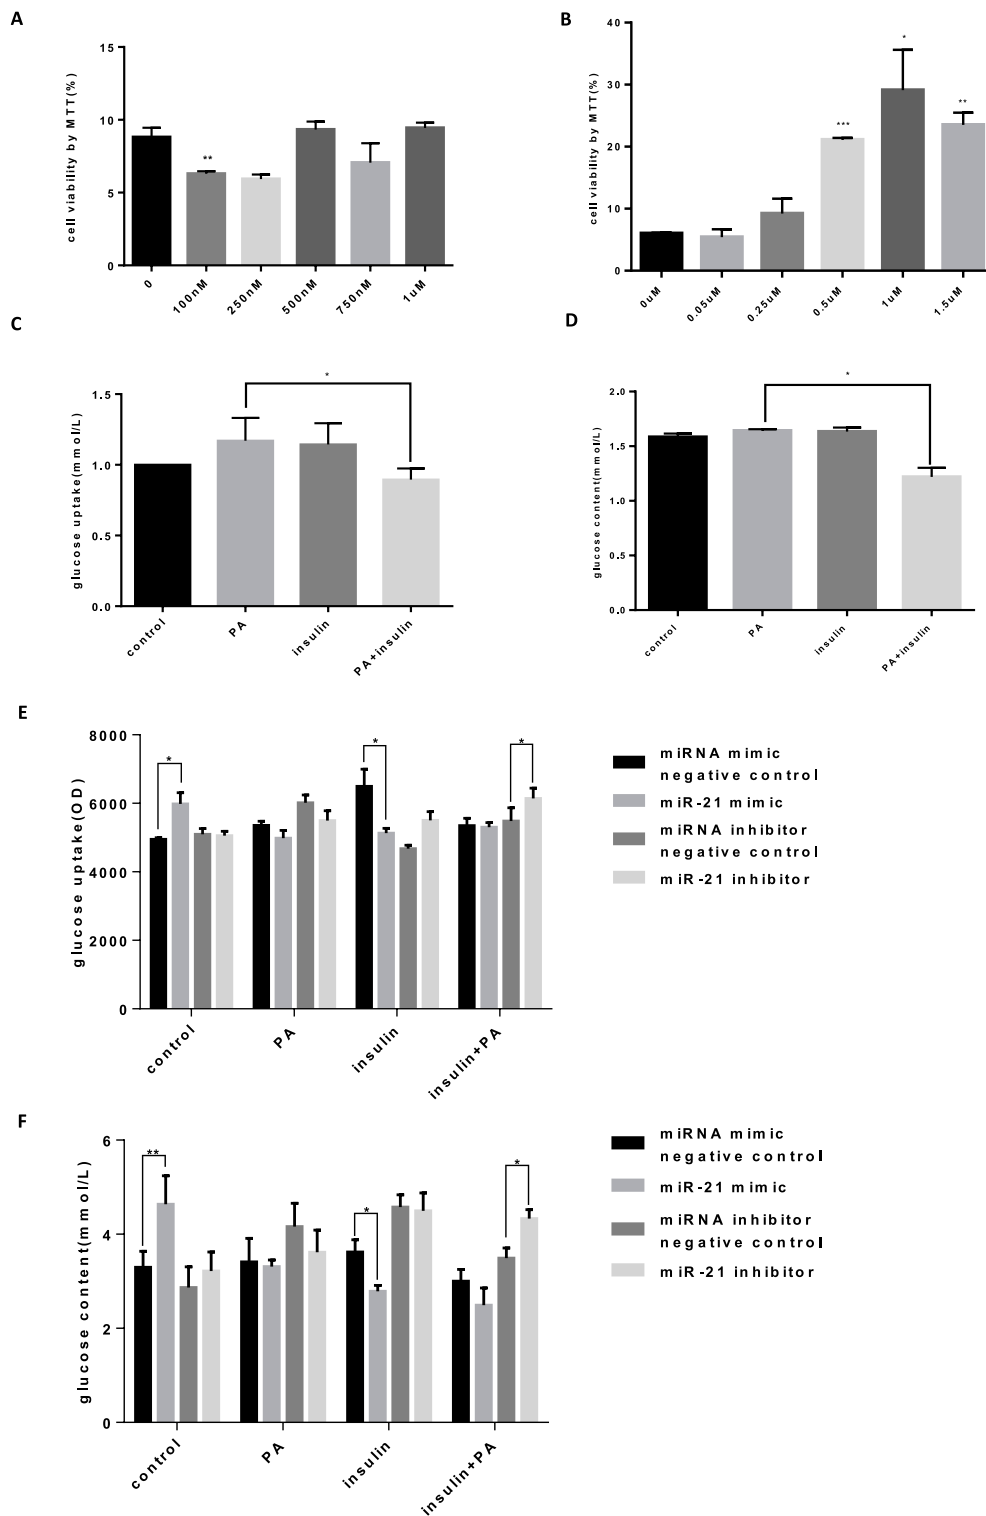 A
cell viability by MTT(%)
15
10
5
0
**
0
100nM
250nM
500nM
750nM
1uM
B
cell viability by MTT(%)
40
30
20
10
0
***
*
**
0uM
0.05uM
0.25uM
0.5uM
1uM
1.5uM
C
glucose uptake(mmol/L)
1.5
1.0
0.5
0.0
*
control
PA
insulin
PA+insulin
D
glucose content(mmol/L)
2.0
1.5
1.0
0.5
0.0
*
control
PA
insulin
PA+insulin
E
glucose uptake(OD)
8000
6000
4000
2000
0
*
*
*
control
PA
insulin
insulin+PA
miRNA mimic
negative control
miR-21 mimic
miRNA inhibitor
negative control
miR-21 inhibitor
F
glucose content(mmol/L)
6
4
2
0
**
*
*
control
PA
insulin
insulin+PA
miRNA mimic
negative control
miR-21 mimic
miRNA inhibitor
negative control
miR-21 inhibitor